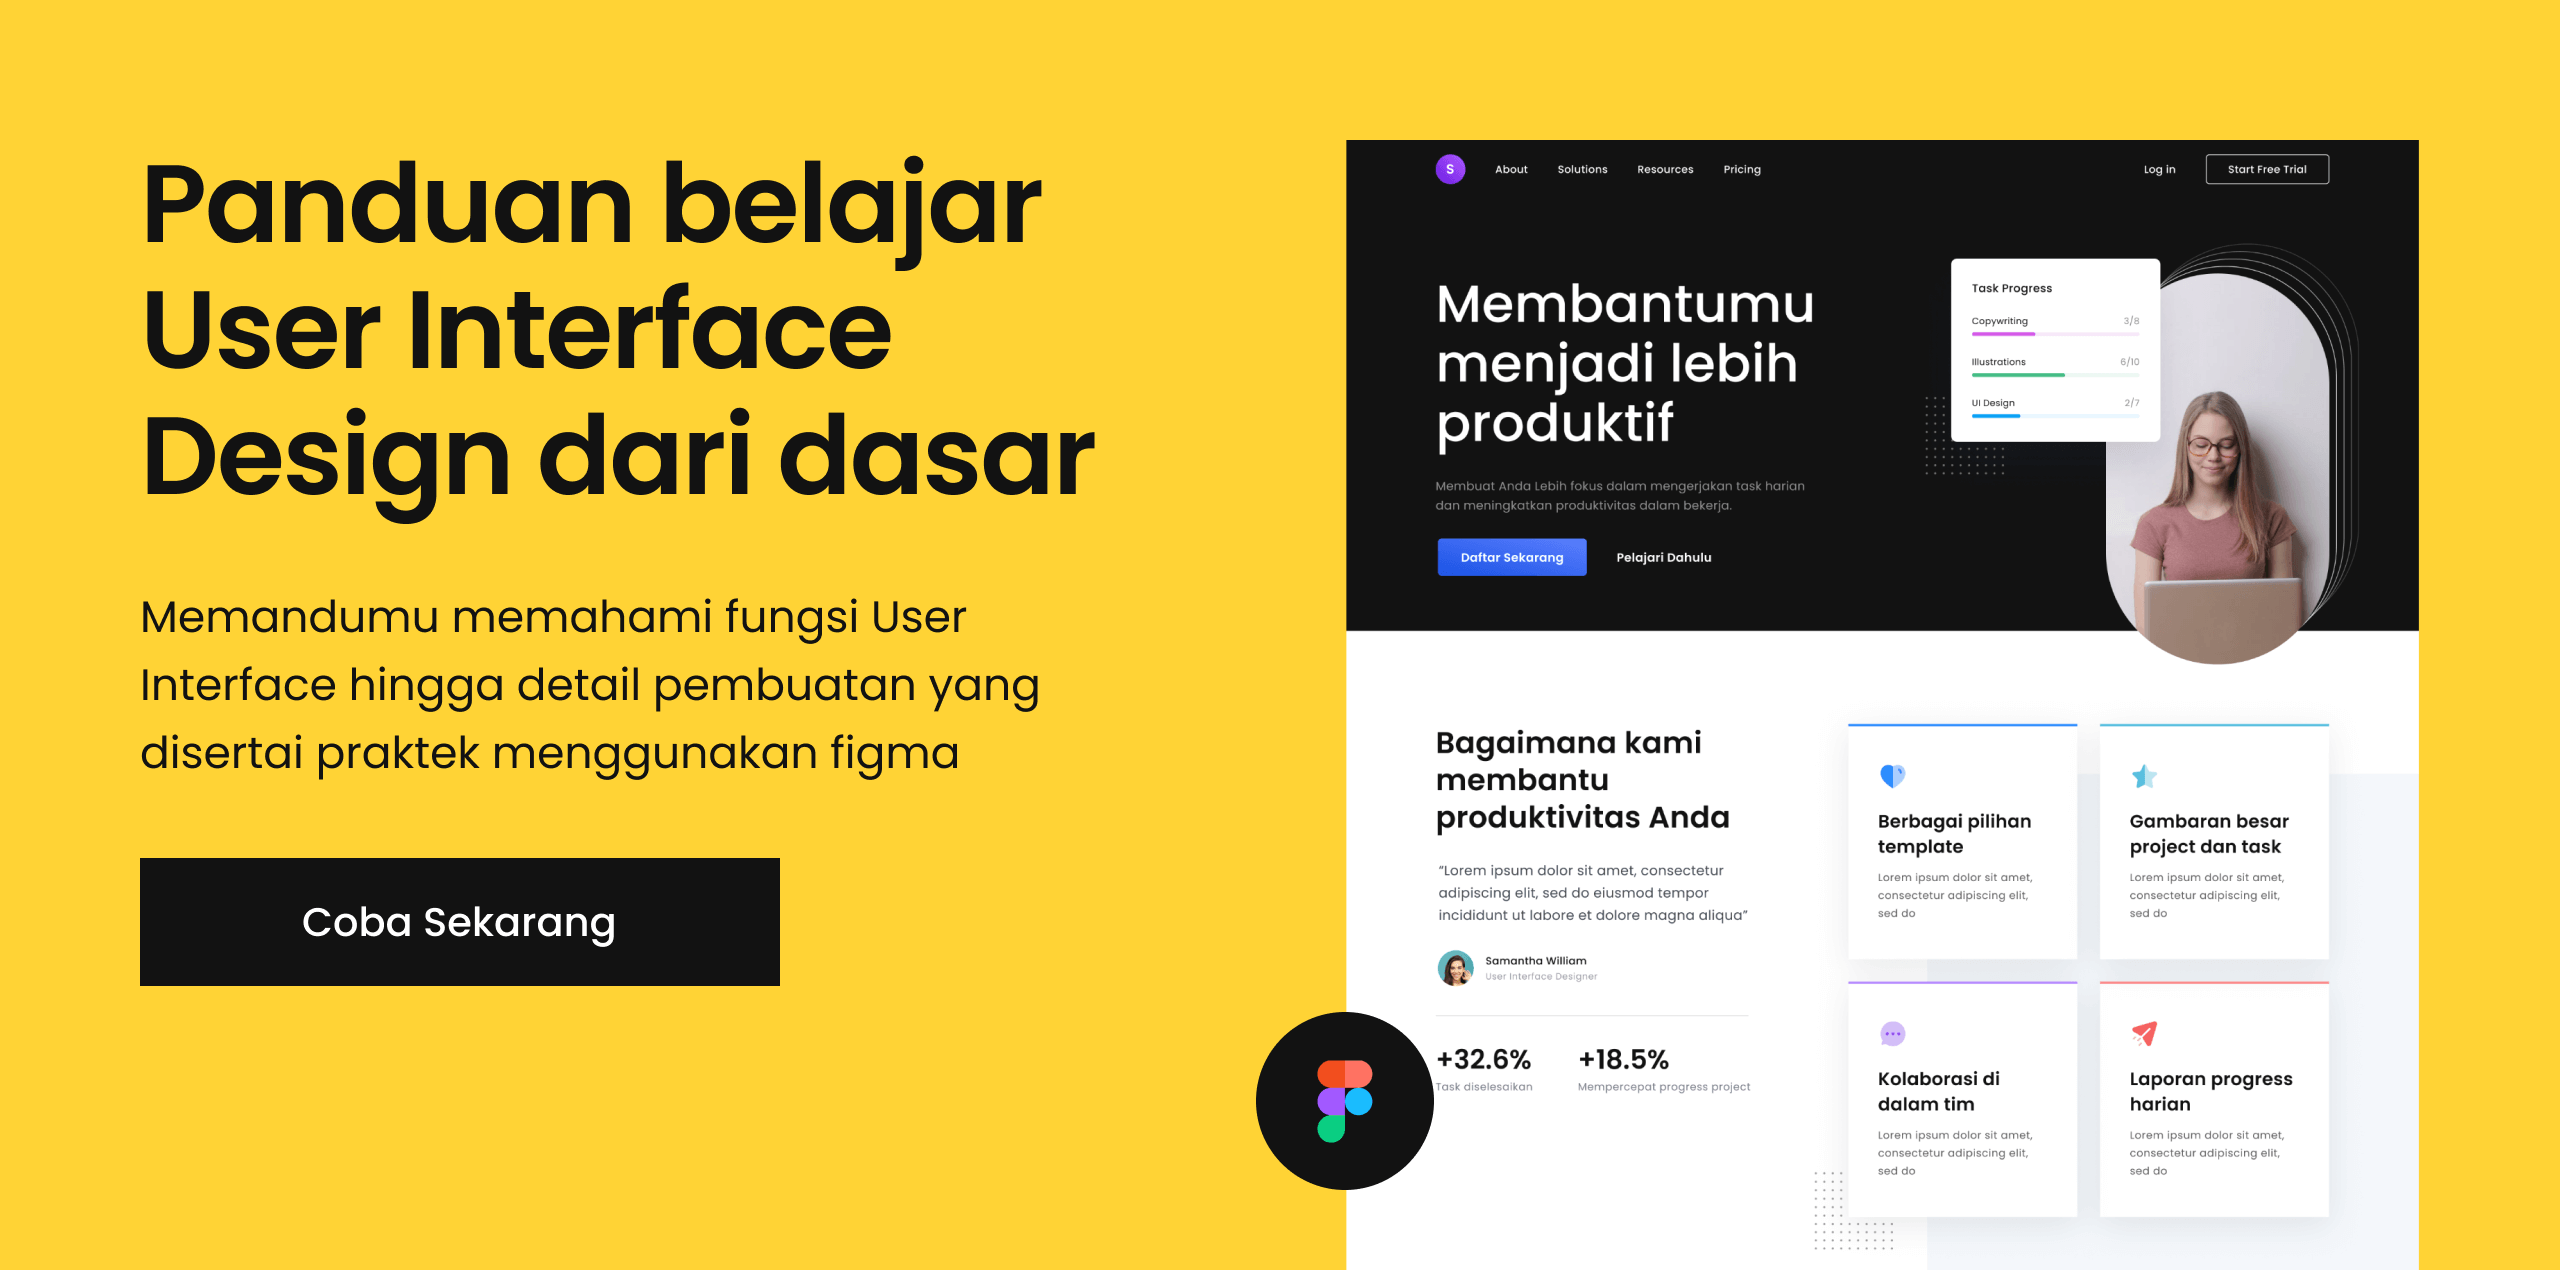 Panduan belajar
User Interface
Design dari dasar
Memandumu memahami fungsi User
Interface hingga detail pembuatan yang
disertai praktek menggunakan figma
Coba Sekarang
S About Solutions Resources Pricing Log in Start Free Trial
Membantumu
menjadi lebih
produktif
Membuat Anda Lebih fokus dalam mengerjakan task harian
dan meningkatkan produktivitas dalam bekerja.
Daftar Sekarang Pelajari Dahulu
Task Progress
Copywriting 3/8
Illustrations 6/10
UI Design 2/7
Bagaimana kami
membantu
produktivitas Anda
“Lorem ipsum dolor sit amet, consectetur
adipiscing elit, sed do eiusmod tempor
incididunt ut labore et dolore magna aliqua”
Samantha William
User Interface Designer
+32.6%
Task diselesaikan
+18.5%
Mempercepat progress project
Berbagai pilihan
template
Lorem ipsum dolor sit amet,
consectetur adipiscing elit,
sed do
Gambaran besar
project dan task
Lorem ipsum dolor sit amet,
consectetur adipiscing elit,
sed do
Kolaborasi di
dalam tim
Lorem ipsum dolor sit amet,
consectetur adipiscing elit,
sed do
Laporan progress
harian
Lorem ipsum dolor sit amet,
consectetur adipiscing elit,
sed do